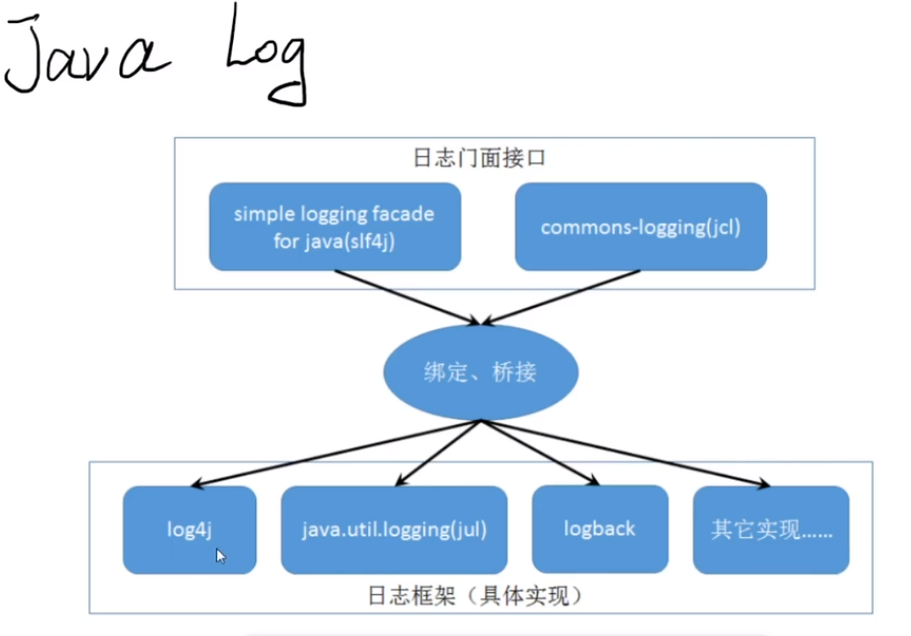 Java Log
日志门面接口
simple logging facade
for java(slf4j)
commons-logging(jcl)
绑定、桥接
log4j
java.util.logging(jul)
logback
其它实现……
日志框架（具体实现）